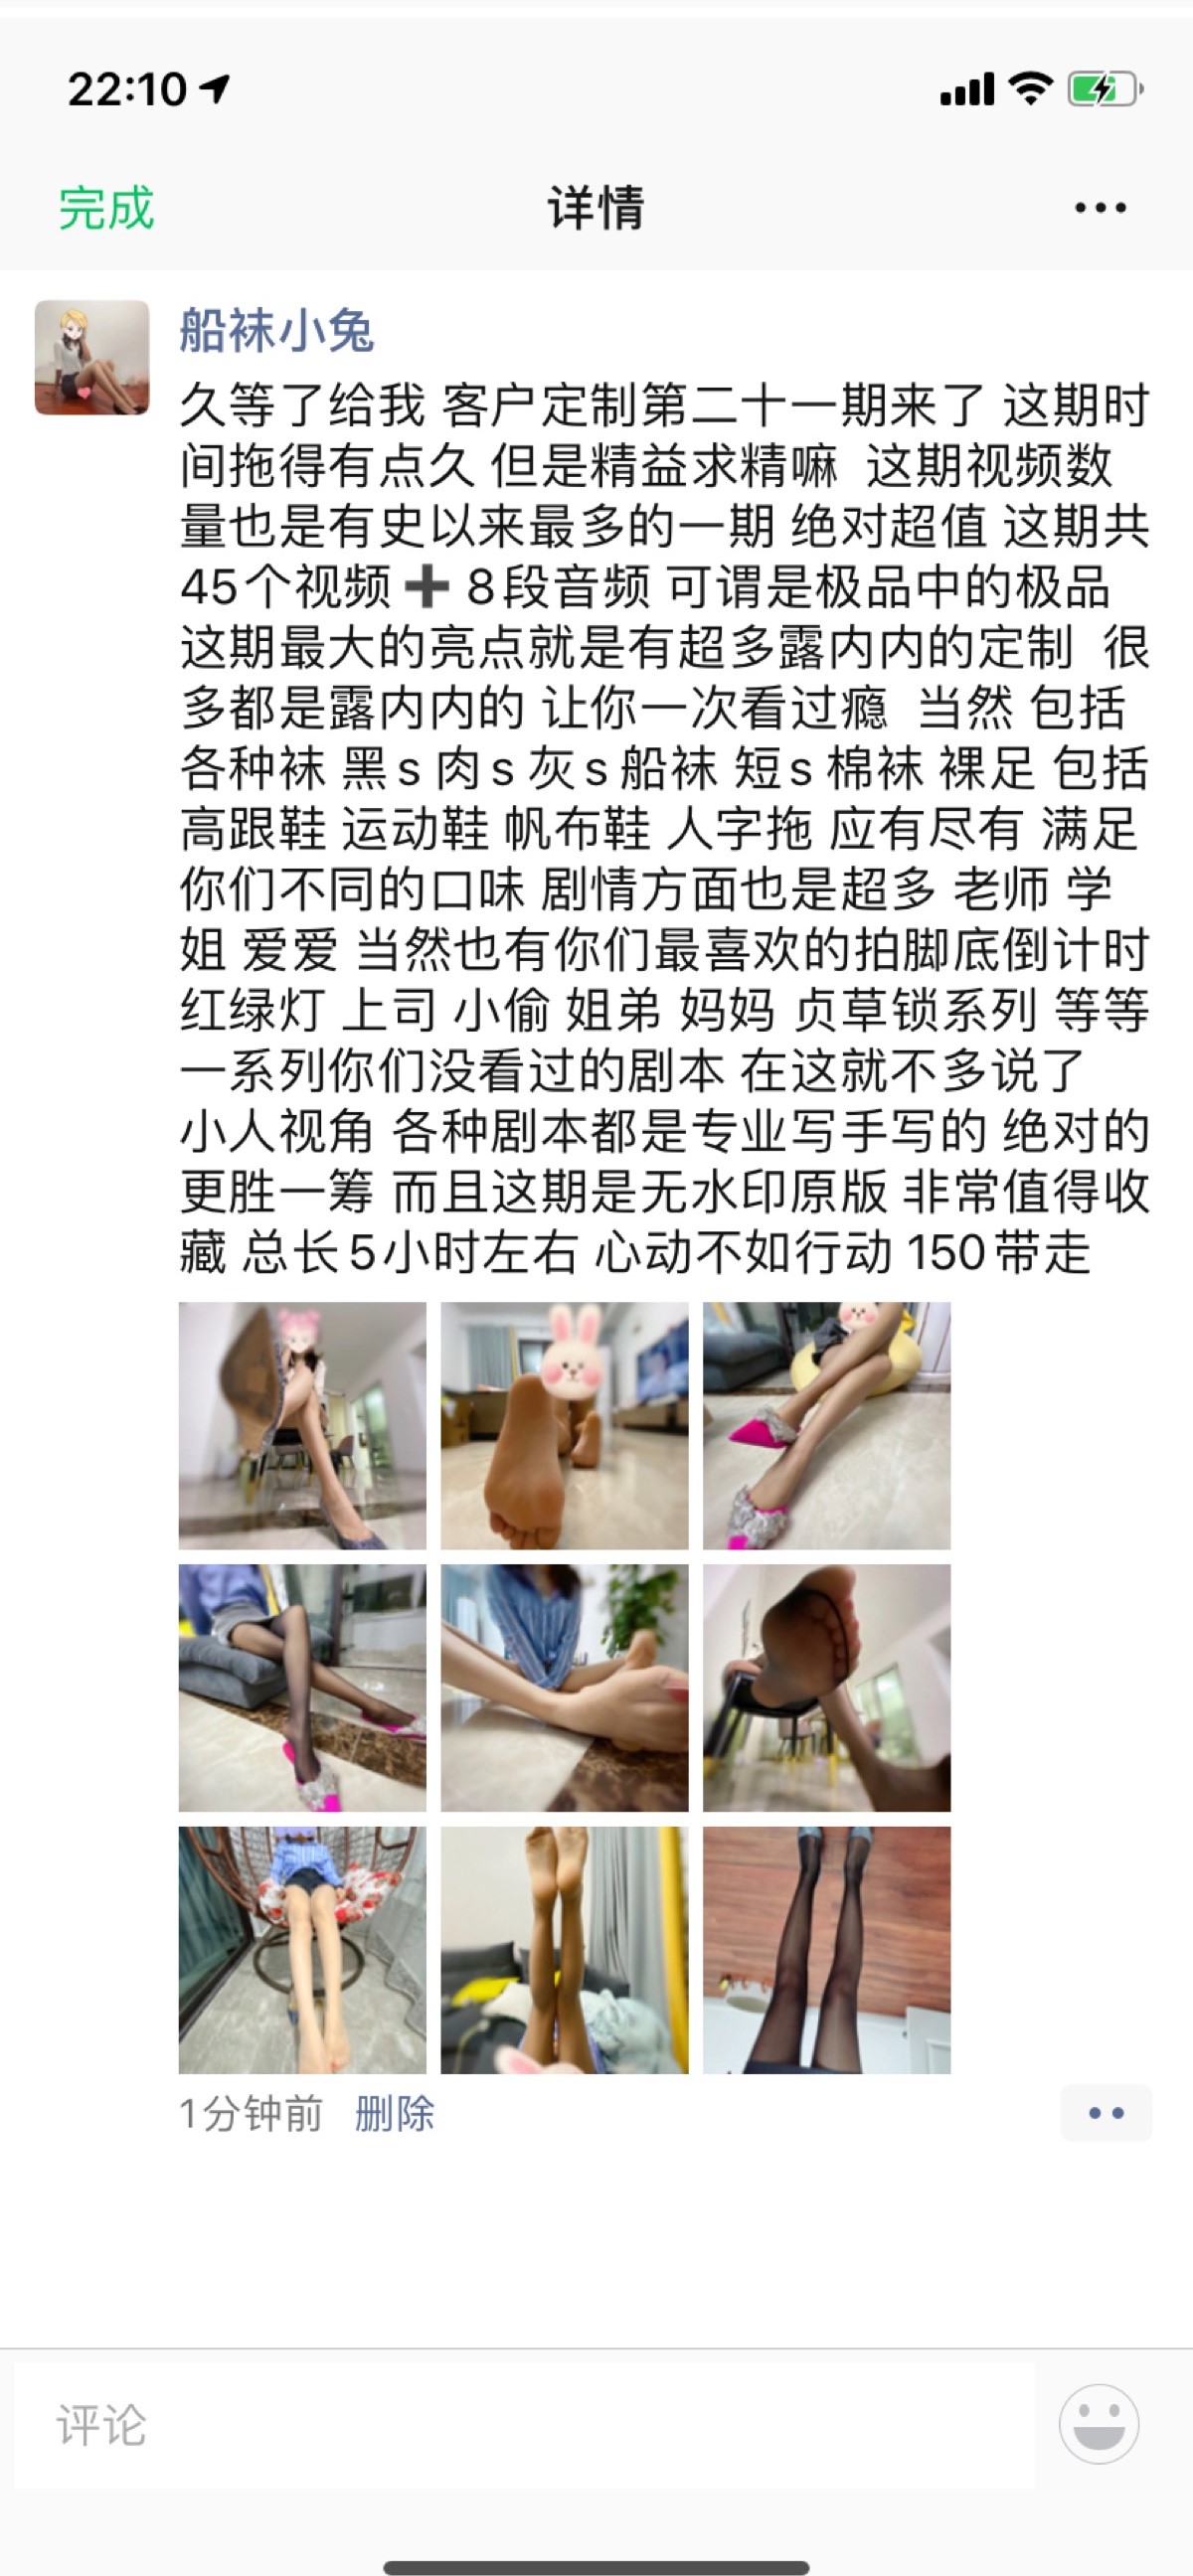 22:10
完成
详情
船袜小兔
久等了给我 客户定制第二十一期来了 这期时
间拖得有点久 但是精益求精嘛 这期视频数
量也是有史以来最多的一期 绝对超值 这期共
45个视频➕ 8段音频 可谓是极品中的极品
这期最大的亮点就是有超多露内内的定制 很
多都是露内内的 让你一次看过瘾 当然 包括
各种袜 黑s 肉s 灰s 船袜 短s 棉袜 裸足 包括
高跟鞋 运动鞋 帆布鞋 人字拖 应有尽有 满足
你们不同的口味 剧情方面也是超多 老师 学
姐 爱爱 当然也有你们最喜欢的拍脚底倒计时
红绿灯 上司 小偷 姐弟 妈妈 贞草锁系列 等等
一系列你们没看过的剧本 在这就不多说了
小人视角 各种剧本都是专业写手写的 绝对的
更胜一筹 而且这期是无水印原版 非常值得收
藏 总长5小时左右 心动不如行动 150带走
1分钟前 删除
评论